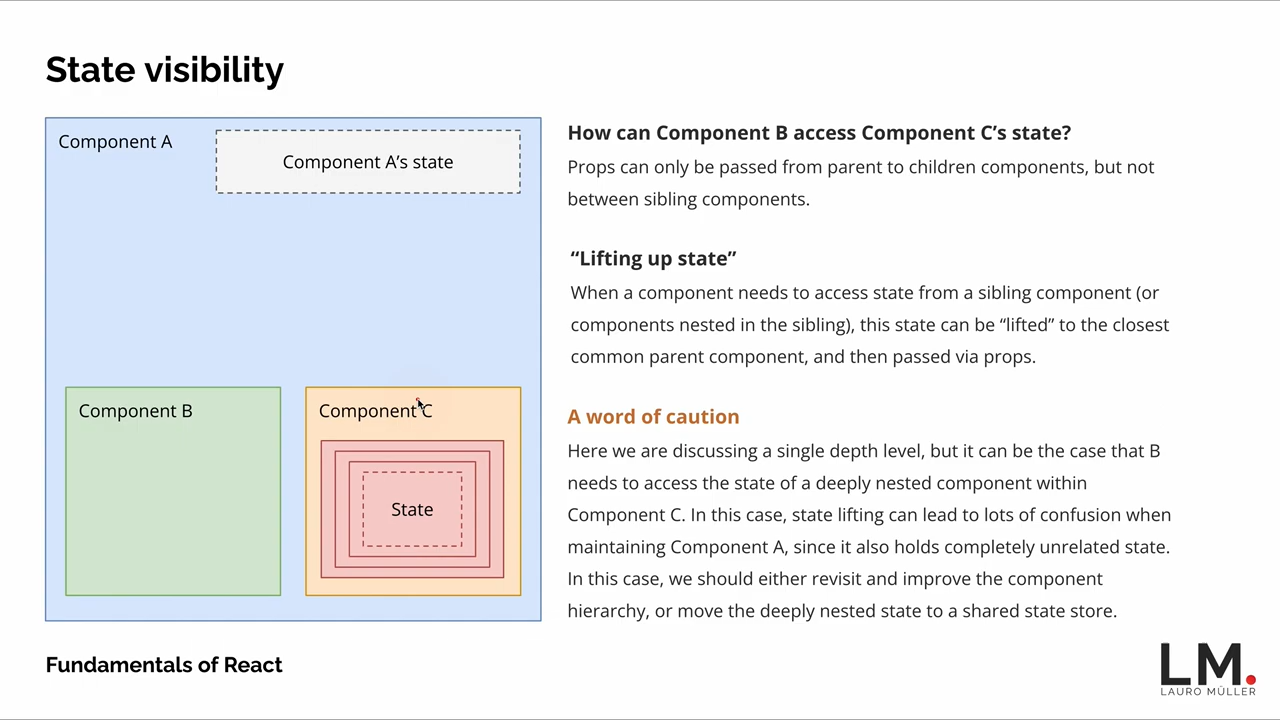 State visibility
Component A
Component A’s state
Component B
Component C
State
How can Component B access Component C’s state?
Props can only be passed from parent to children components, but not
between sibling components.
“Lifting up state”
When a component needs to access state from a sibling component (or
components nested in the sibling), this state can be “lifted” to the closest
common parent component, and then passed via props.
A word of caution
Here we are discussing a single depth level, but it can be the case that B
needs to access the state of a deeply nested component within
Component C. In this case, state lifting can lead to lots of confusion when
maintaining Component A, since it also holds completely unrelated state.
In this case, we should either revisit and improve the component
hierarchy, or move the deeply nested state to a shared state store.
Fundamentals of React
LM.
LAURO MÜLLER